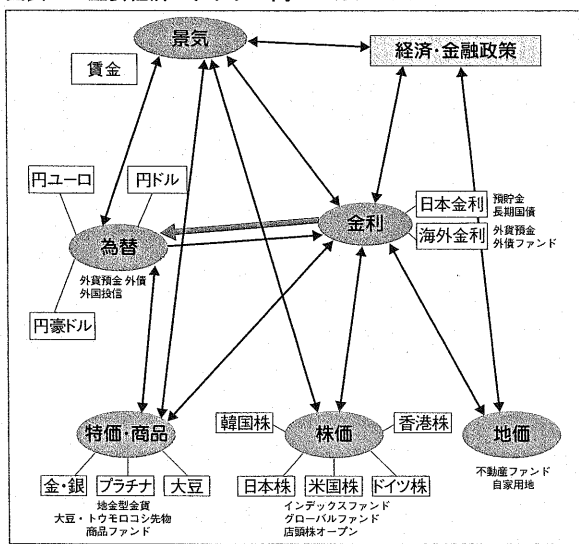 景気
経済・金融政策
賃金
円ユーロ
円ドル
日本金利
預貯金
長期国債
金利
海外金利
外貨預金
外債ファンド
為替
外貨預金 外債
外国投信
円豪ドル
特価・商品
韓国株
株価
香港株
地価
金・銀
プラチナ
大豆
日本株
米国株
ドイツ株
不動産ファンド
自家用地
地金型金貨
大豆・トウモロコシ先物
商品ファンド
インデックスファンド
グローバルファンド
店頭株オープン